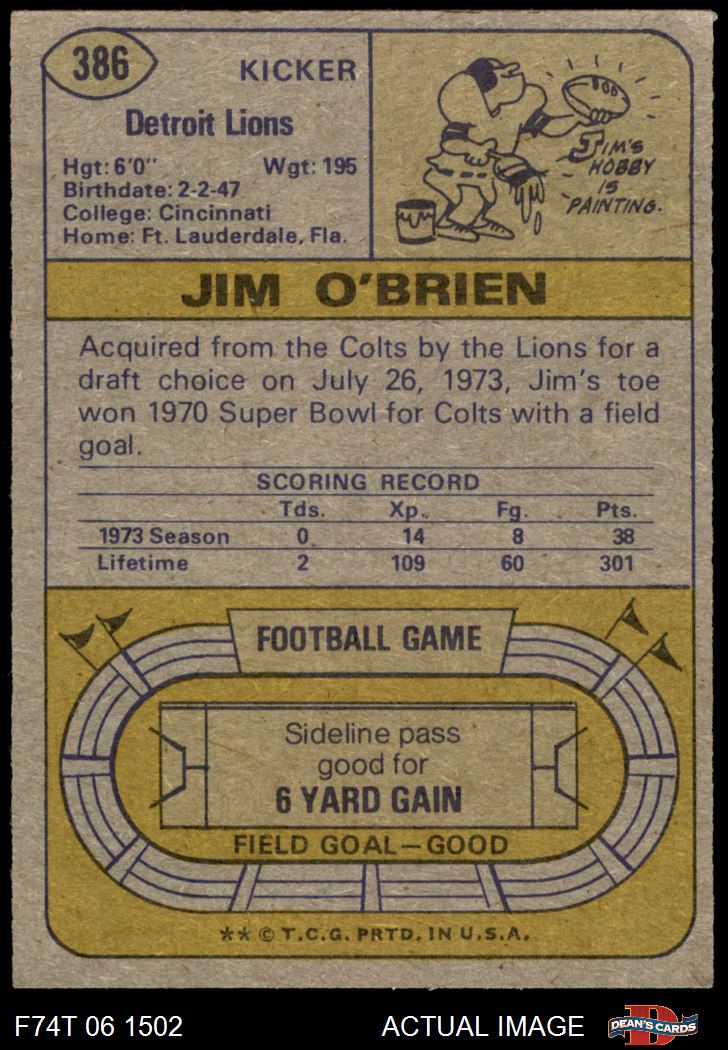 386
KICKER
Detroit Lions
Hgt: 6'0" Wgt: 195
Birthdate: 2-2-47
College: Cincinnati
Home: Ft. Lauderdale, Fla.
JIM'S
HOBBY
IS
PAINTING.
JIM O'BRIEN
Acquired from the Colts by the Lions for a
draft choice on July 26, 1973, Jim's toe
won 1970 Super Bowl for Colts with a field
goal.
SCORING RECORD
Tds. Xp. Fg. Pts.
1973 Season 0 14 8 38
Lifetime 2 109 60 301
FOOTBALL GAME
Sideline pass
good for
6 YARD GAIN
FIELD GOAL—GOOD
** © T.C.G. PRTD. IN U.S.A.
F74T 06 1502 ACTUAL IMAGE
D
DEAN'S CARDS